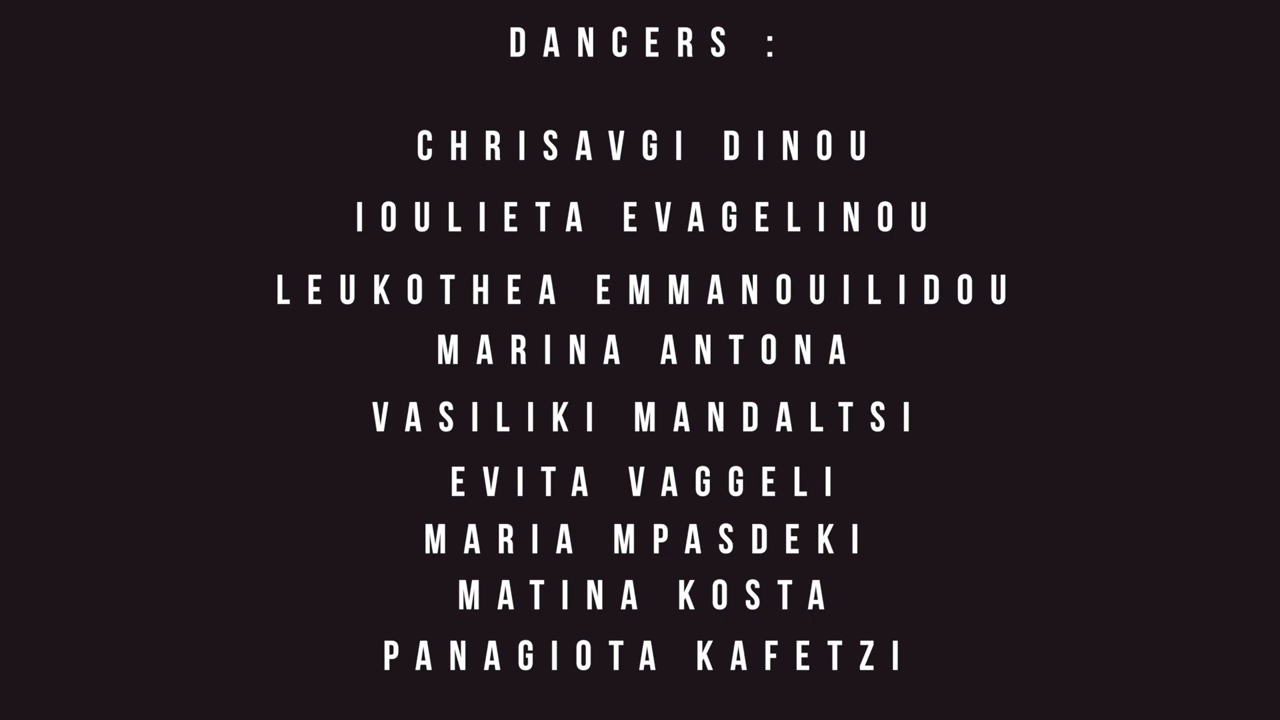 DANCERS :
CHRISAVGI DINOU
IOULIETA EVAGELINOU
LEUKOTHEA EMMANOUILIDOU
MARINA ANTONA
VASILIKI MANDALTSI
EVITA VAGGELI
MARIA MPASDEKI
MATINA KOSTA
PANAGIOTA KAFETZI